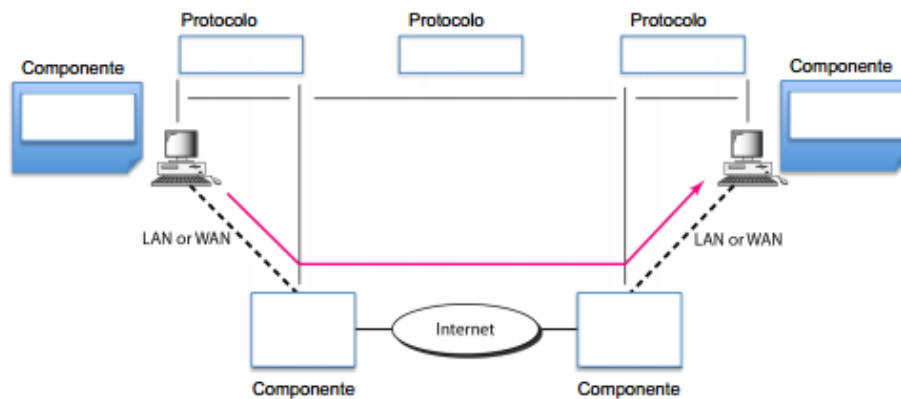 Protocolo
Protocolo
Protocolo
Componente
Componente
LAN or WAN
LAN or WAN
Internet
Componente
Componente